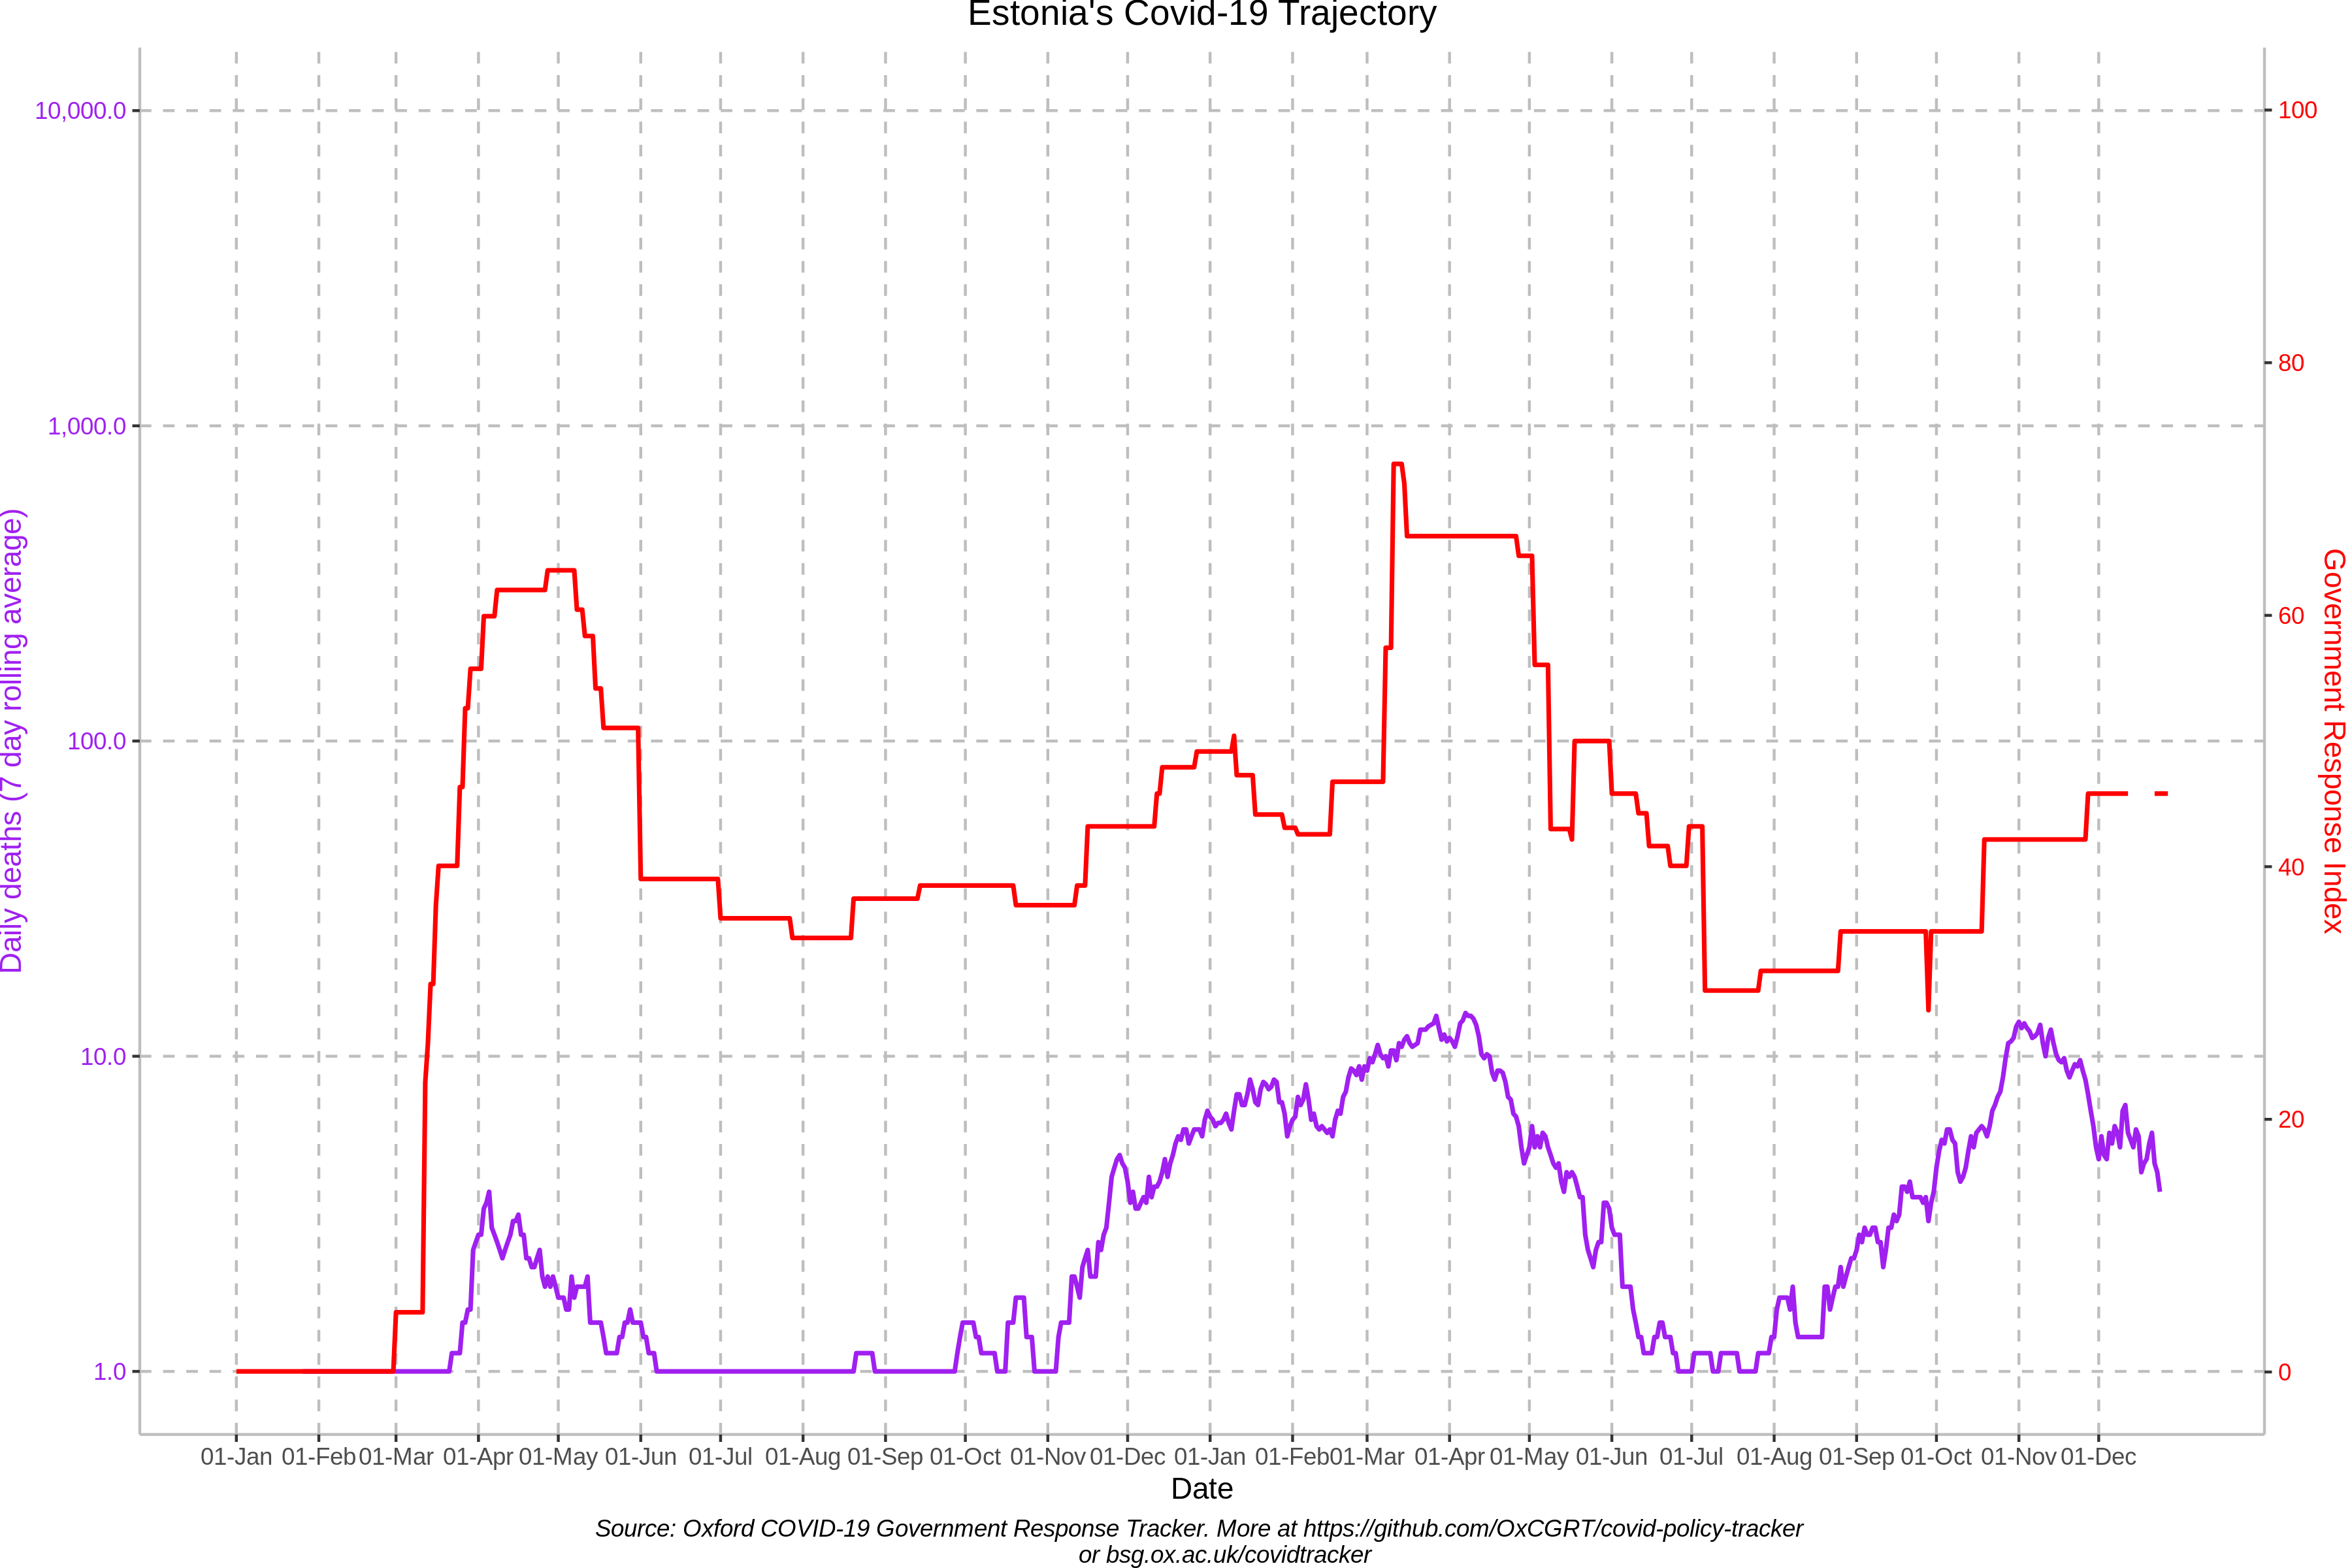 Estonia's Covid-19 Trajectory
10,000.0
1,000.0
100.0
10.0
1.0
Daily deaths (7 day rolling average)
100
80
60
40
20
0
Government Response Index
01-Jan 01-Feb 01-Mar 01-Apr 01-May 01-Jun 01-Jul 01-Aug 01-Sep 01-Oct 01-Nov 01-Dec 01-Jan 01-Feb 01-Mar 01-Apr 01-May 01-Jun 01-Jul 01-Aug 01-Sep 01-Oct 01-Nov 01-Dec
Date
Source: Oxford COVID-19 Government Response Tracker. More at https://github.com/OxCGRT/covid-policy-tracker
or bsg.ox.ac.uk/covidtracker